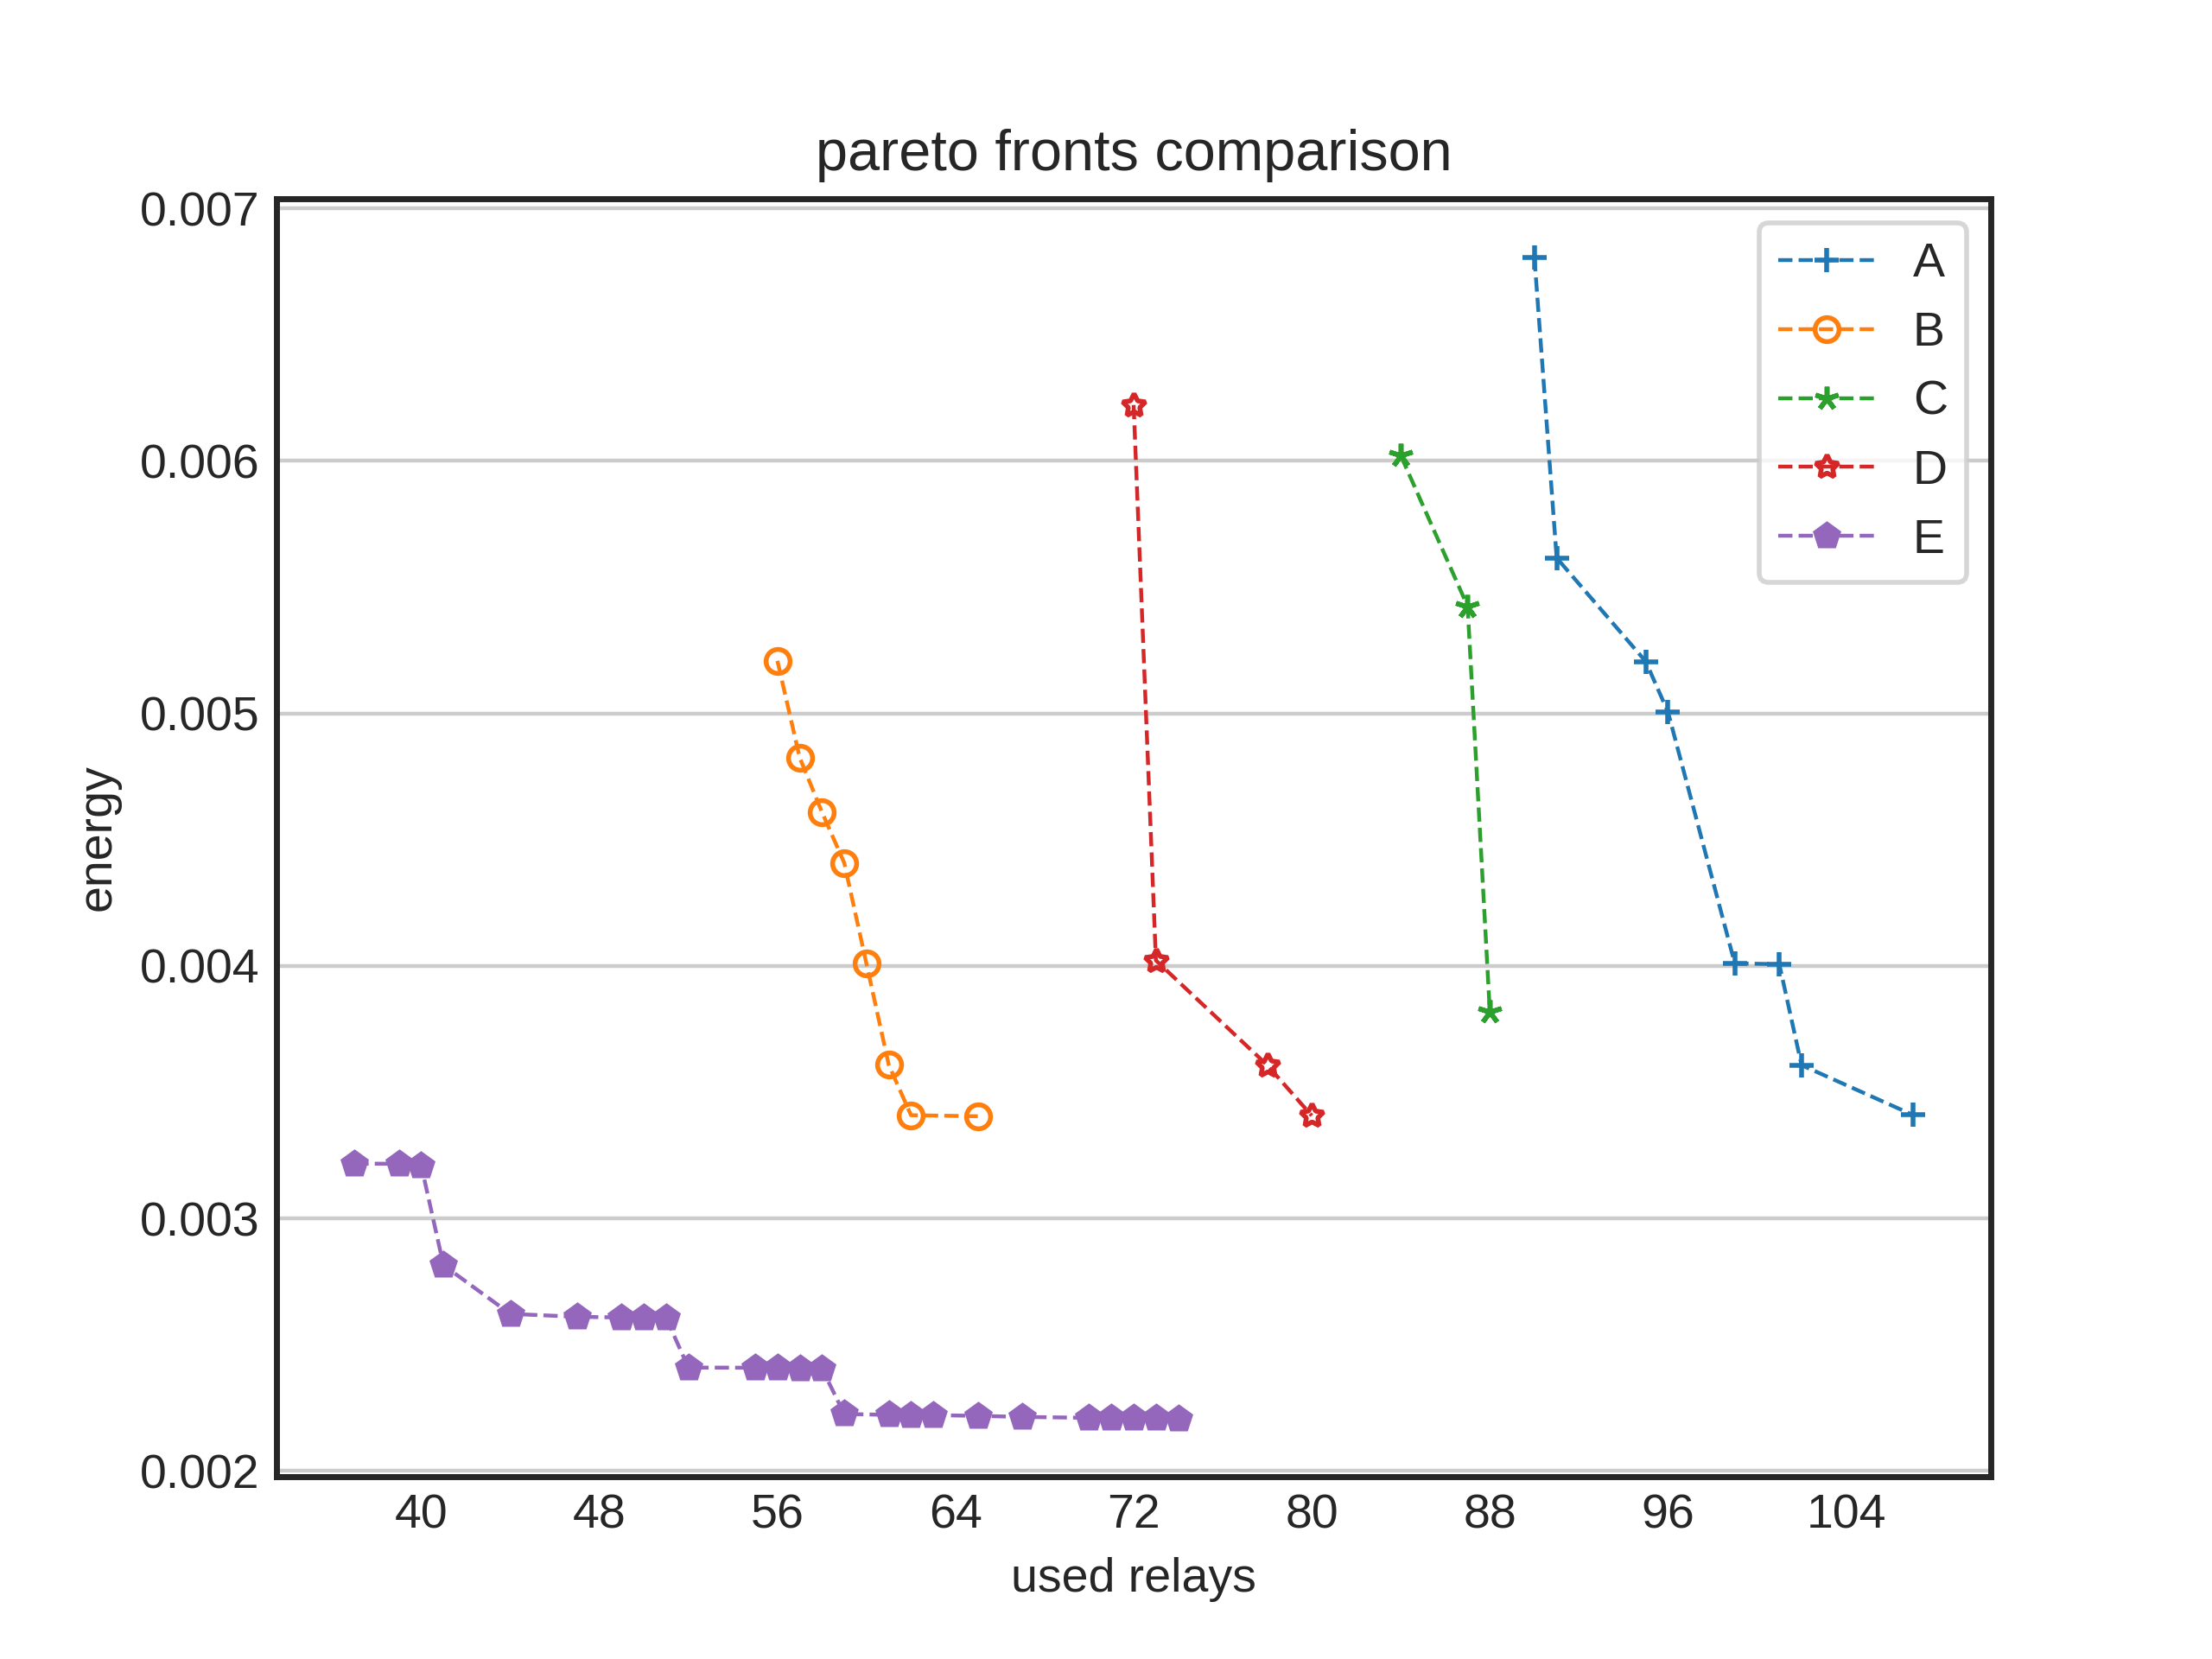 pareto fronts comparison
0.007
0.006
0.005
0.004
0.003
0.002
energy
A
B
C
D
E
40 48 56 64 72 80 88 96 104
used relays